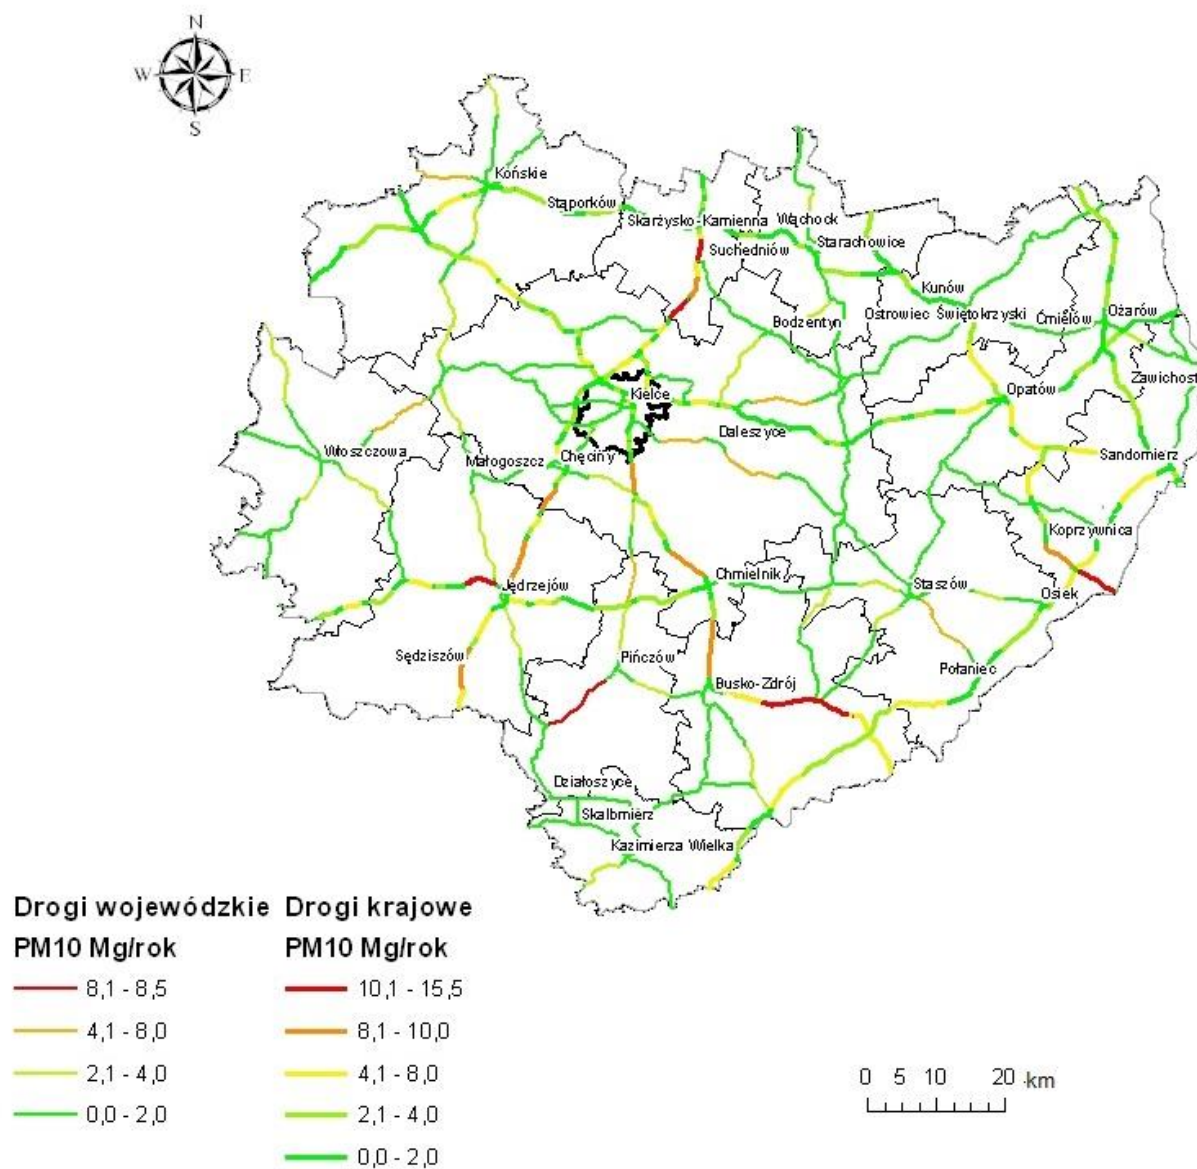 N
W E
S
Końskie
Stąporków
Skarżysko-Kamienna
Wąchock
Suchedniów
Starachowice
Kunów
Bodzentyn
Ostrowiec Świętokrzyski
Ćmielów
Ożarów
Zawichost
Kielce
Opatów
Daleszyce
Włoszczowa
Małogoszcz
Chęciny
Sandomierz
Koprzywnica
Chmielnik
Jędrzejów
Staszów
Osiek
Sędziszów
Pińczów
Połaniec
Busko-Zdrój
Działoszyce
Skalbmierz
Kazimierza Wielka
Drogi wojewódzkie Drogi krajowe
PM10 Mg/rok PM10 Mg/rok
8,1 - 8,5 10,1 - 15,5
4,1 - 8,0 8,1 - 10,0
2,1 - 4,0 4,1 - 8,0
0,0 - 2,0 2,1 - 4,0
0,0 - 2,0
0 5 10 20 km